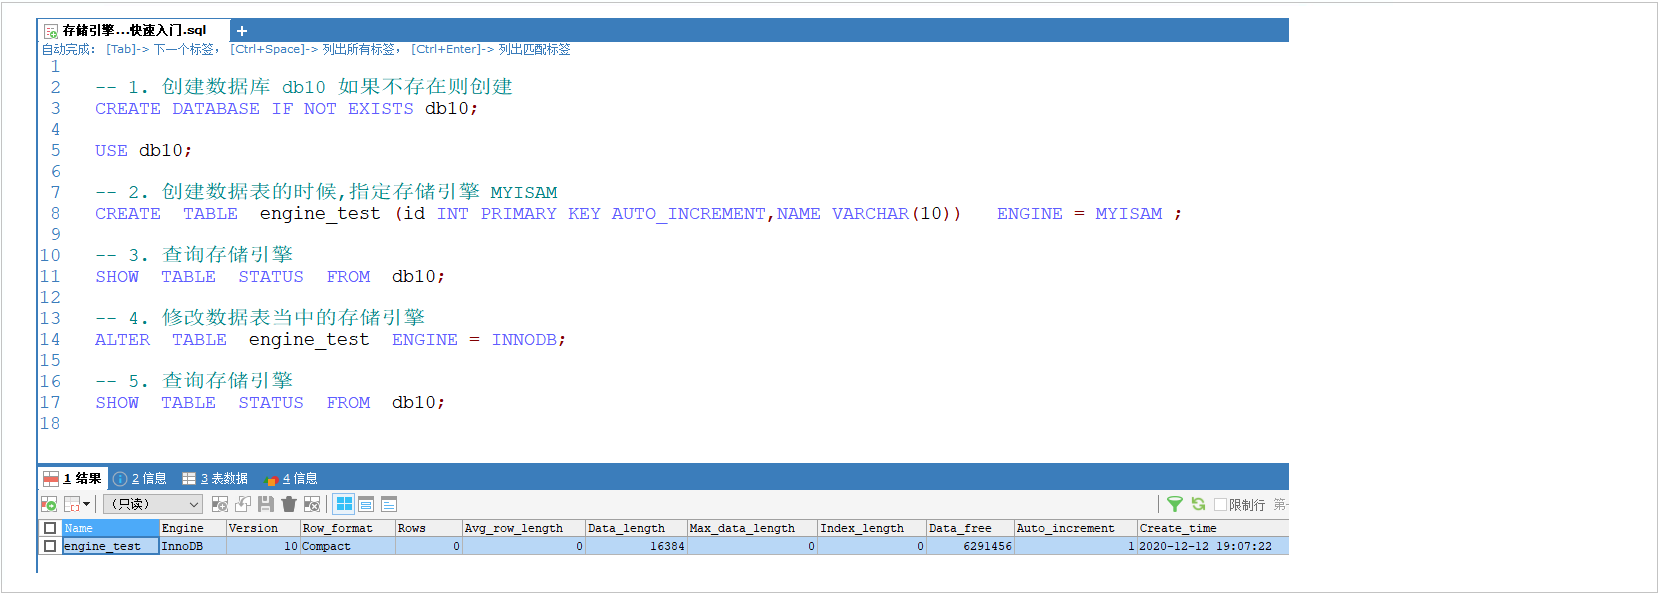 存储引擎...快速入门.sql
自动完成: [Tab]-> 下一个标签, [Ctrl+Space]-> 列出所有标签, [Ctrl+Enter]-> 列出匹配标签
1
2 -- 1. 创建数据库 db10 如果不存在则创建
3 CREATE DATABASE IF NOT EXISTS db10;
4
5 USE db10;
6
7 -- 2. 创建数据表的时候,指定存储引擎 MYISAM
8 CREATE TABLE engine_test (id INT PRIMARY KEY AUTO_INCREMENT,NAME VARCHAR(10)) ENGINE = MYISAM ;
9
10 -- 3. 查询存储引擎
11 SHOW TABLE STATUS FROM db10;
12
13 -- 4. 修改数据表当中的存储引擎
14 ALTER TABLE engine_test ENGINE = INNODB;
15
16 -- 5. 查询存储引擎
17 SHOW TABLE STATUS FROM db10;
18
1 结果 2 信息 3 表数据 4 信息
(只读) 限制行 第一
Name Engine Version Row_format Rows Avg_row_length Data_length Max_data_length Index_length Data_free Auto_increment Create_time
engine_test InnoDB 10 Compact 0 0 16384 0 0 6291456 1 2020-12-12 19:07:22